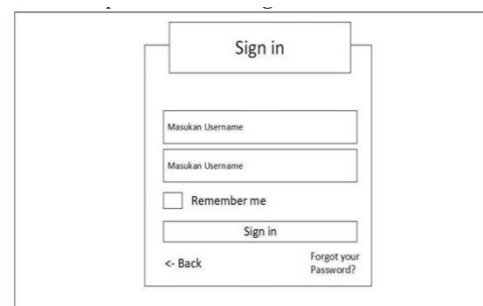 Sign in
Masukan Username
Masukan Username
Remember me
Sign in
<- Back
Forgot your
Password?